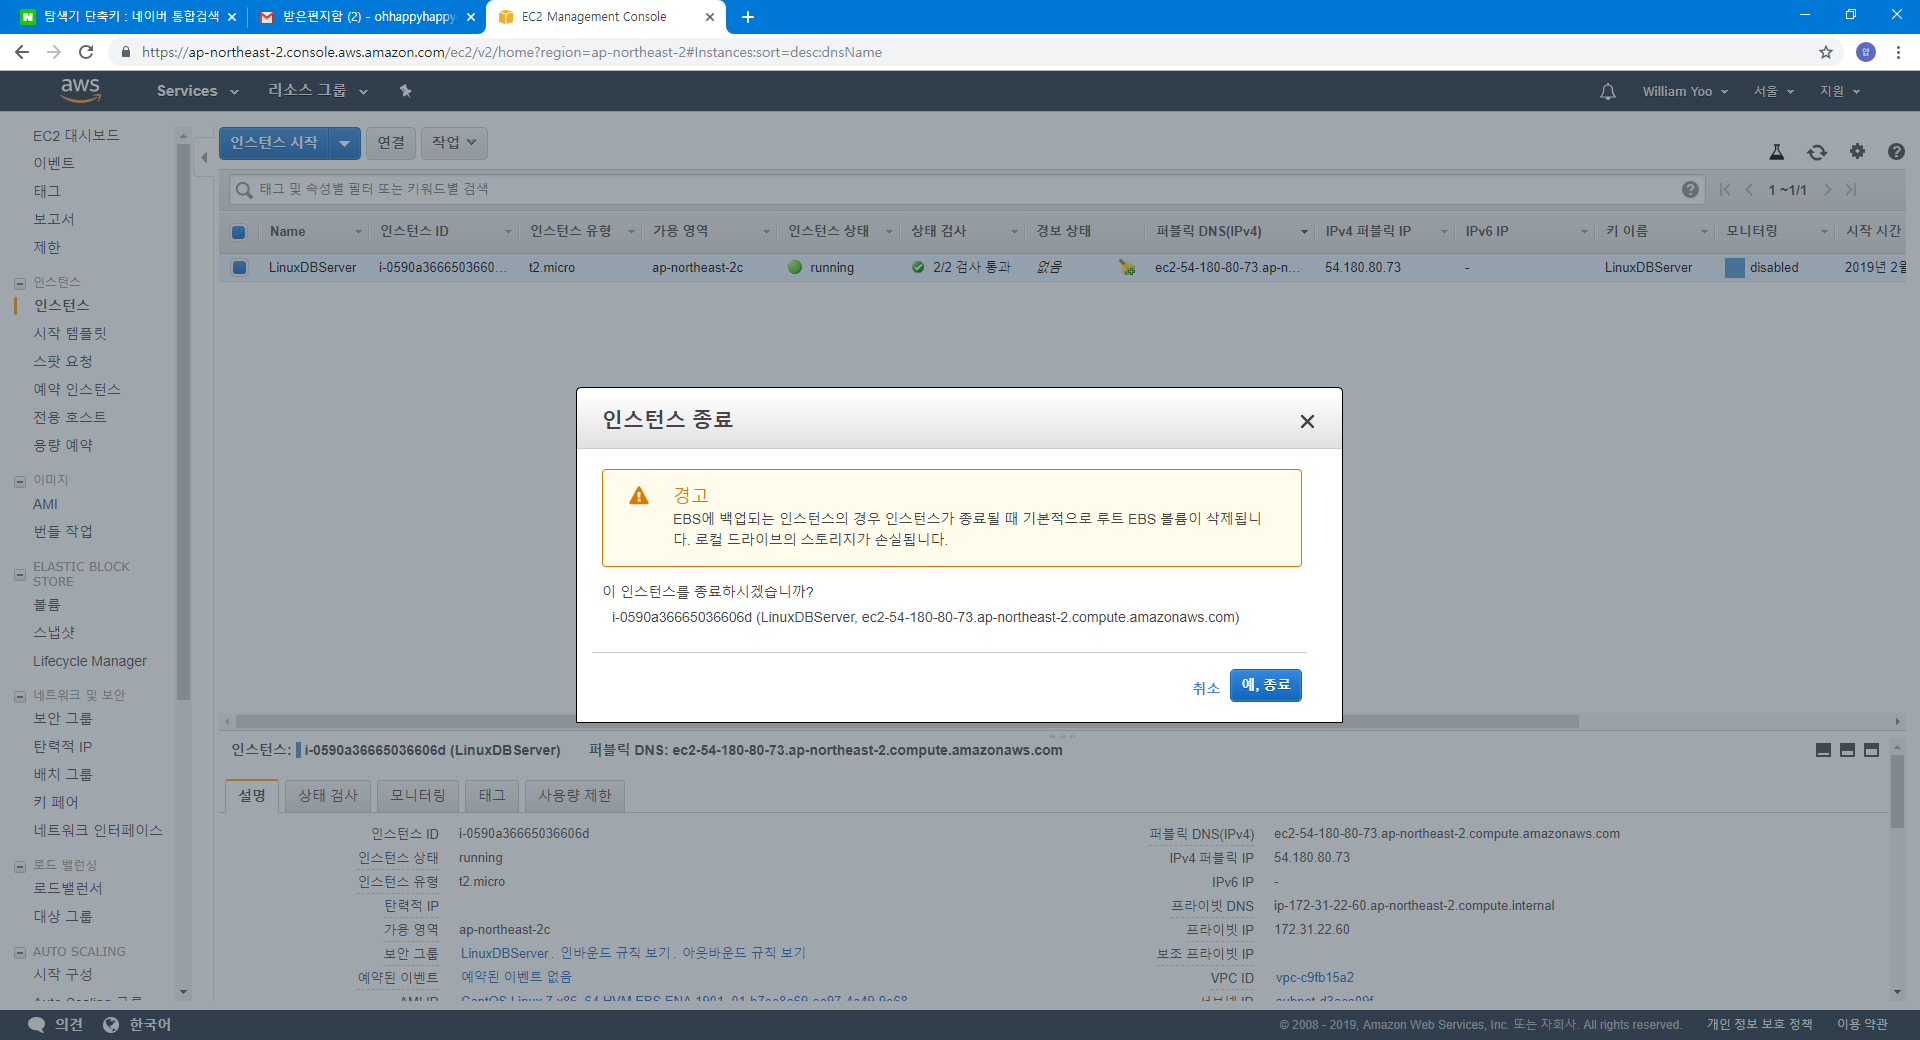 탐색기 단축키 : 네이버 통합검색
받은편지함 (2) - ohhappyhappy
EC2 Management Console
https://ap-northeast-2.console.aws.amazon.com/ec2/v2/home?region=ap-northeast-2#Instances:sort=desc:dnsName
aws
Services
리소스 그룹
William Yoo
서울
지원
EC2 대시보드
이벤트
태그
보고서
제한
인스턴스
인스턴스
시작 템플릿
스팟 요청
예약 인스턴스
전용 호스트
용량 예약
이미지
AMI
번들 작업
ELASTIC BLOCK
STORE
볼륨
스냅샷
Lifecycle Manager
네트워크 및 보안
보안 그룹
탄력적 IP
배치 그룹
키 페어
네트워크 인터페이스
로드 밸런싱
로드밸런서
대상 그룹
AUTO SCALING
시작 구성
인스턴스 시작
연결
작업
태그 및 속성별 필터 또는 키워드별 검색
1 ~1/1
Name 인스턴스 ID 인스턴스 유형 가용 영역 인스턴스 상태 상태 검사 경보 상태 퍼블릭 DNS(IPv4) IPv4 퍼블릭 IP IPv6 IP 키 이름 모니터링 시작 시간
LinuxDBServer i-0590a3666503660... t2.micro ap-northeast-2c running 2/2 검사 통과 없음 ec2-54-180-80-73.ap-n... 54.180.80.73 - LinuxDBServer disabled 2019년 2월
인스턴스 종료
경고
EBS에 백업되는 인스턴스의 경우 인스턴스가 종료될 때 기본적으로 루트 EBS 볼륨이 삭제됩니
다. 로컬 드라이브의 스토리지가 손실됩니다.
이 인스턴스를 종료하시겠습니까?
i-0590a36665036606d (LinuxDBServer, ec2-54-180-80-73.ap-northeast-2.compute.amazonaws.com)
취소
예, 종료
인스턴스: i-0590a36665036606d (LinuxDBServer) 퍼블릭 DNS: ec2-54-180-80-73.ap-northeast-2.compute.amazonaws.com
설명
상태 검사
모니터링
태그
사용량 제한
인스턴스 ID i-0590a36665036606d
인스턴스 상태 running
인스턴스 유형 t2.micro
탄력적 IP
가용 영역 ap-northeast-2c
보안 그룹 LinuxDBServer. 인바운드 규칙 보기. 아웃바운드 규칙 보기
예약된 이벤트 예약된 이벤트 없음
퍼블릭 DNS(IPv4) ec2-54-180-80-73.ap-northeast-2.compute.amazonaws.com
IPv4 퍼블릭 IP 54.180.80.73
IPv6 IP -
프라이빗 DNS ip-172-31-22-60.ap-northeast-2.compute.internal
프라이빗 IP 172.31.22.60
보조 프라이빗 IP
VPC ID vpc-c9fb15a2
의견
한국어
© 2008 - 2019, Amazon Web Services, Inc. 또는 자회사. All rights reserved.
개인 정보 보호 정책
이용 약관